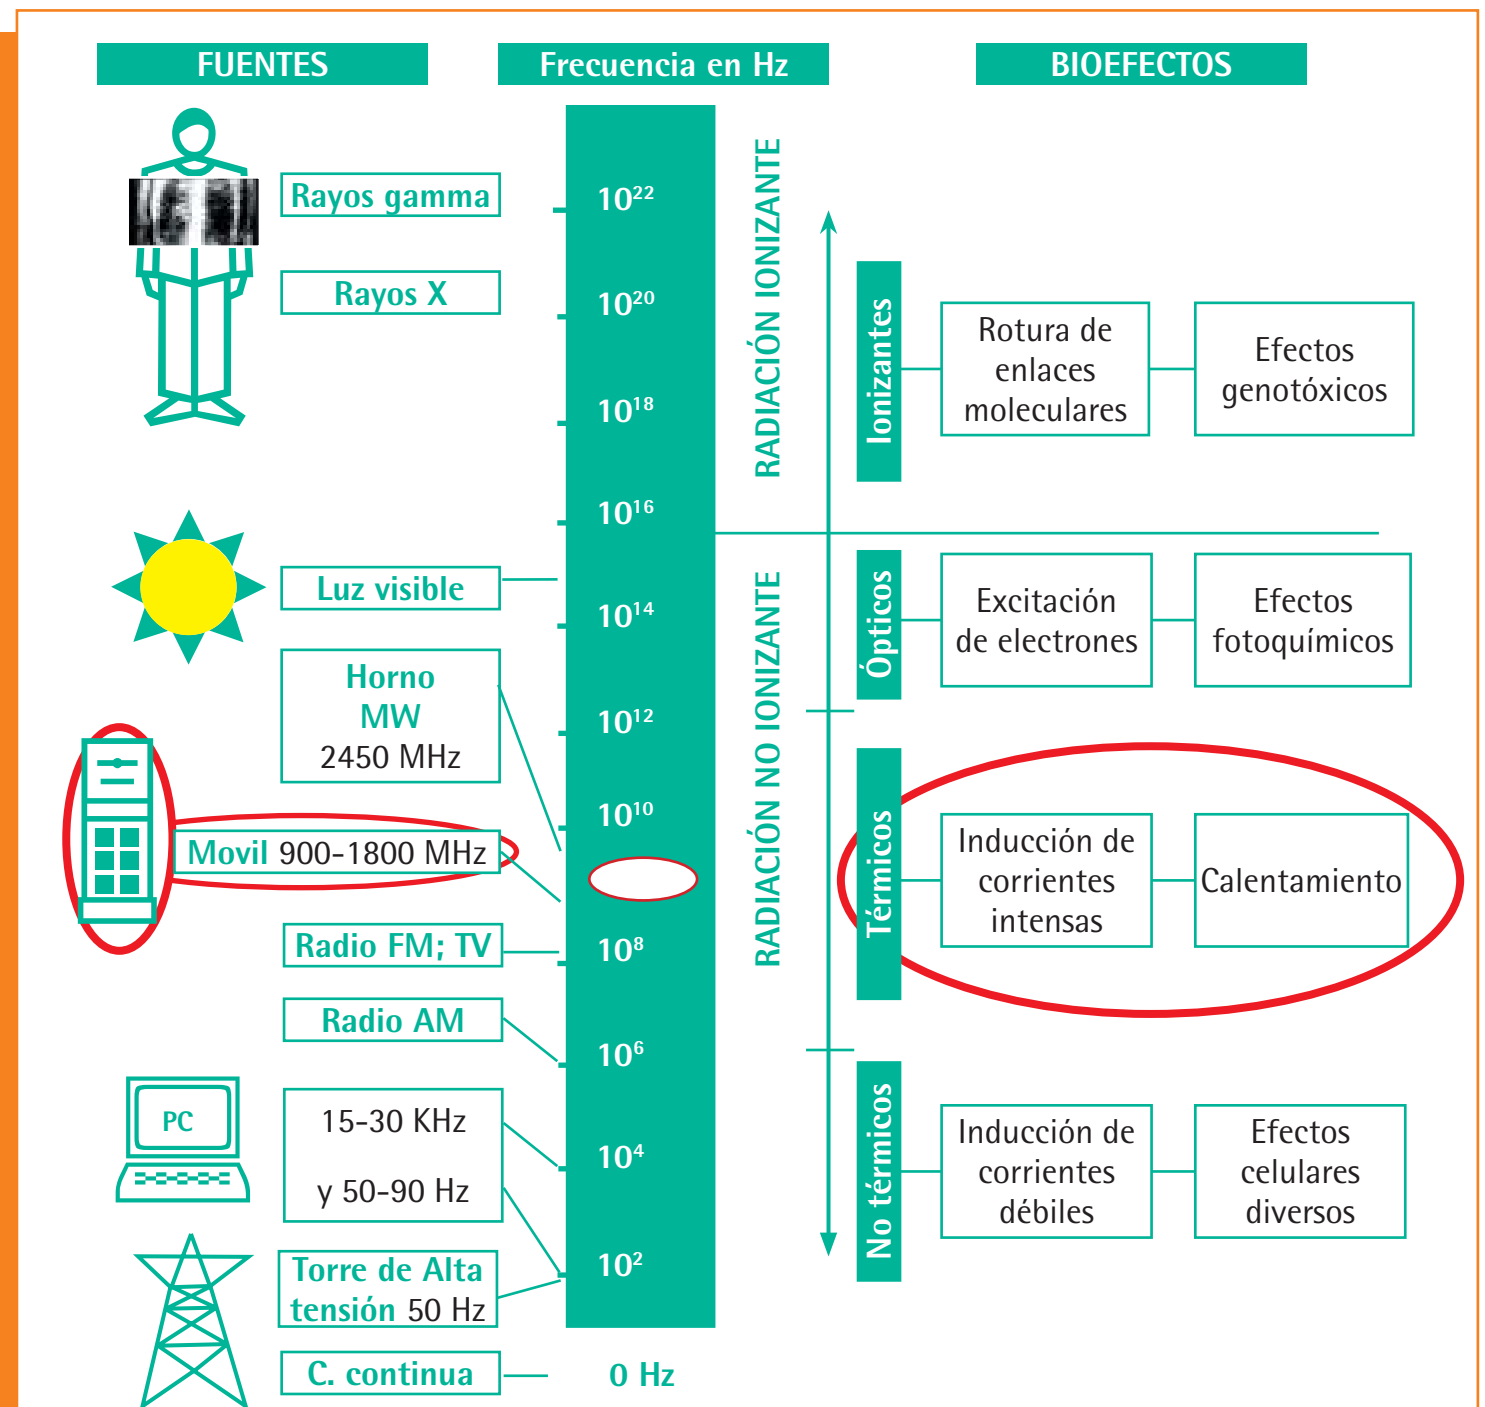 FUENTES
Frecuencia en Hz
BIOEFECTOS
Rayos gamma
Rayos X
Luz visible
Horno
MW
2450 MHz
Movil 900-1800 MHz
Radio FM; TV
Radio AM
PC
15-30 KHz
y 50-90 Hz
Torre de Alta
tensión 50 Hz
C. continua
10²²
10²⁰
10¹⁸
10¹⁶
10¹⁴
10¹²
10¹⁰
10⁸
10⁶
10⁴
10²
0 Hz
RADIACIÓN IONIZANTE
RADIACIÓN NO IONIZANTE
Ionizantes
Rotura de
enlaces
moleculares
Efectos
genotóxicos
Ópticos
Excitación
de electrones
Efectos
fotoquímicos
Térmicos
Inducción de
corrientes
intensas
Calentamiento
No térmicos
Inducción de
corrientes
débiles
Efectos
celulares
diversos